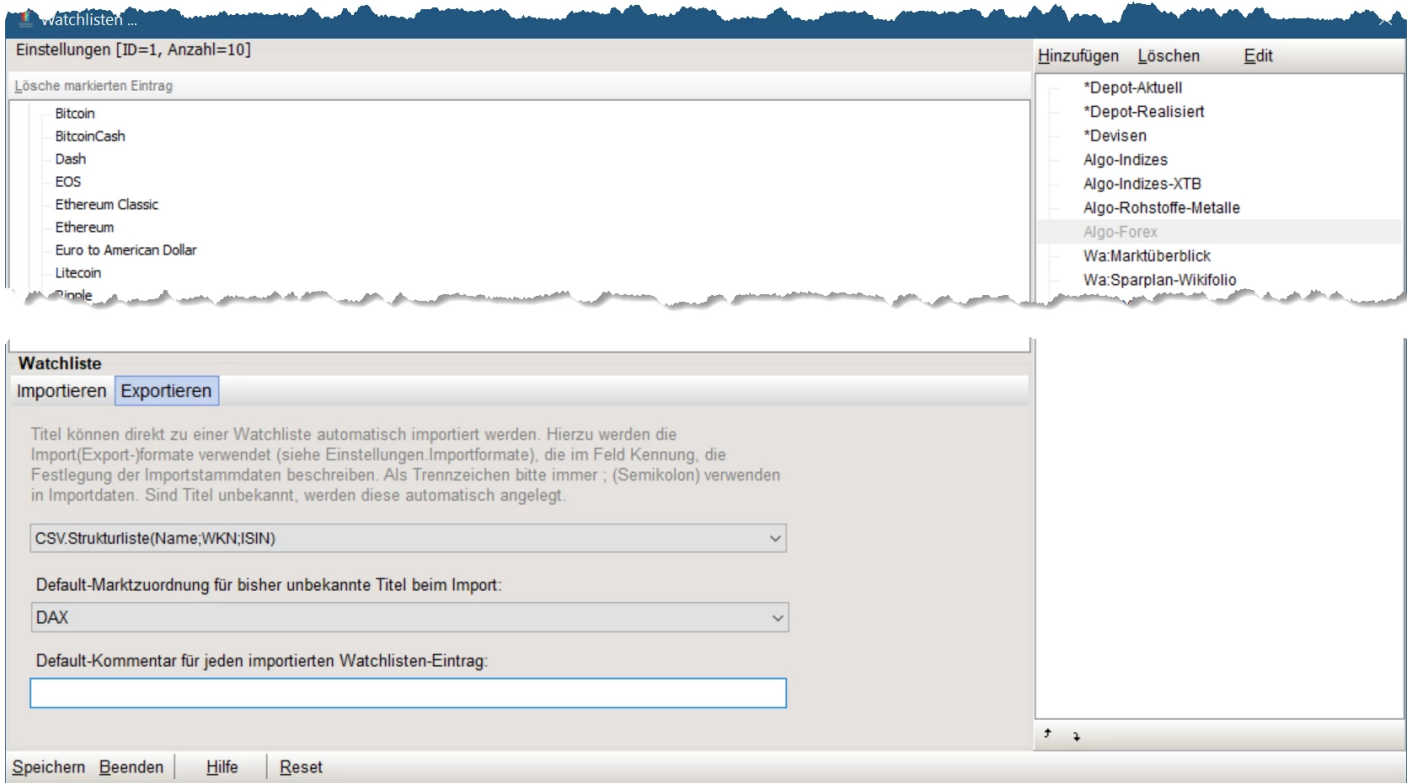 Watchlisten ...
Einstellungen [ID=1, Anzahl=10]
Lösche markierten Eintrag
Bitcoin
BitcoinCash
Dash
EOS
Ethereum Classic
Ethereum
Euro to American Dollar
Litecoin
Ripple
Hinzufügen Löschen Edit
*Depot-Aktuell
*Depot-Realisiert
*Devisen
Algo-Indizes
Algo-Indizes-XTB
Algo-Rohstoffe-Metalle
Algo-Forex
Wa:Marktüberblick
Wa:Sparplan-Wikifolio
Watchliste
Importieren Exportieren
Titel können direkt zu einer Watchliste automatisch importiert werden. Hierzu werden die
Import(Export-)formate verwendet (siehe Einstellungen.Importformate), die im Feld Kennung, die
Festlegung der Importstammdaten beschreiben. Als Trennzeichen bitte immer ; (Semikolon) verwenden
in Importdaten. Sind Titel unbekannt, werden diese automatisch angelegt.
CSV.Strukturliste(Name;WKN;ISIN)
Default-Marktzuordnung für bisher unbekannte Titel beim Import:
DAX
Default-Kommentar für jeden importierten Watchlisten-Eintrag:
Speichern Beenden Hilfe Reset